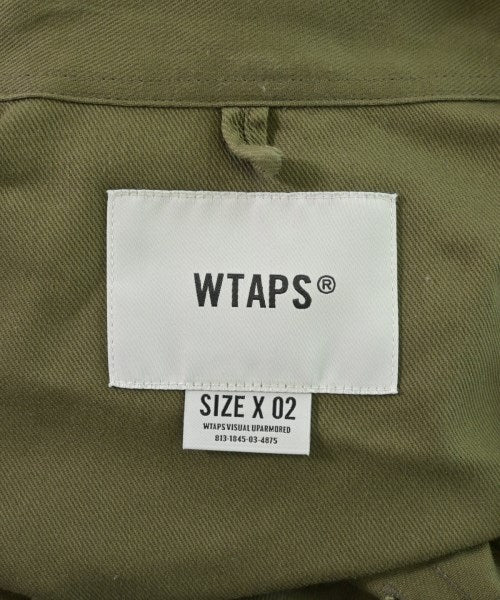 WTAPS®
SIZE X 02
WTAPS VISUAL UPARMORED
813-1845-03-4875